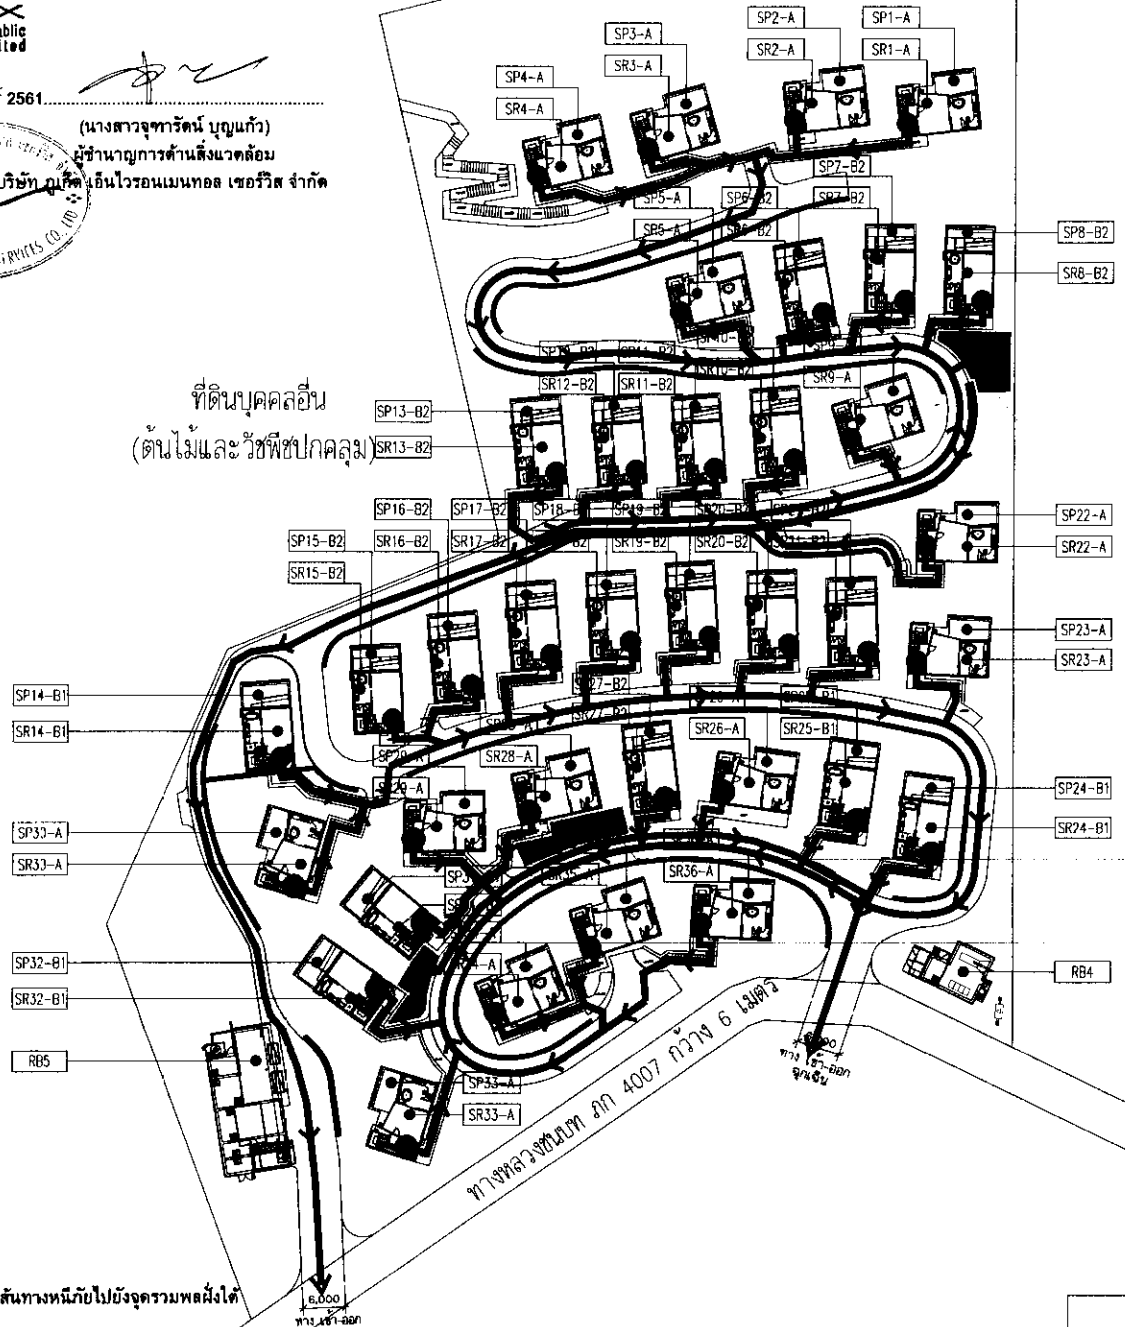 2561
(นางสาวจุฑารัตน์ บุญแก้ว)
ผู้ชำนาญการด้านสิ่งแวดล้อม
บริษัท ภูเก็ต เอ็นไวรอนเมนทอล เซอร์วิส จำกัด
SP2-A
SP1-A
SP3-A
SR2-A
SR1-A
SR3-A
SP4-A
SR4-A
SP7-B2
SP5-A
SP6-B2
SR7-B2
SR5-A
SR6-B2
SP8-B2
SR8-B2
SR12-B2
SR11-B2
SR10-B2
SR9-A
ที่ดินบุคคลอื่น
(ต้นไม้และวัชพืชปกคลุม)
SP13-B2
SR13-B2
SP16-B2
SP17-B2
SP22-A
SP15-B2
SR16-B2
SR17-B2
SR19-B2
SR20-B2
SR22-A
SR15-B2
SP23-A
SR23-A
SP14-B1
SR14-B1
SR27-B2
SR26-A
SR25-B1
SR28-A
SP24-B1
SR24-B1
SP30-A
SR33-A
SR36-A
SP32-B1
SR32-B1
RB4
RB5
SP33-A
SR33-A
ทางหลวงชนบท ภก 4007 กว้าง 6 เมตร
6,000
ทาง เข้า-ออก
ฉุกเฉิน
เส้นทางหนีภัยไปยังจุดรวมพลฝั่งใต้
6,000
ทาง เข้า-ออก